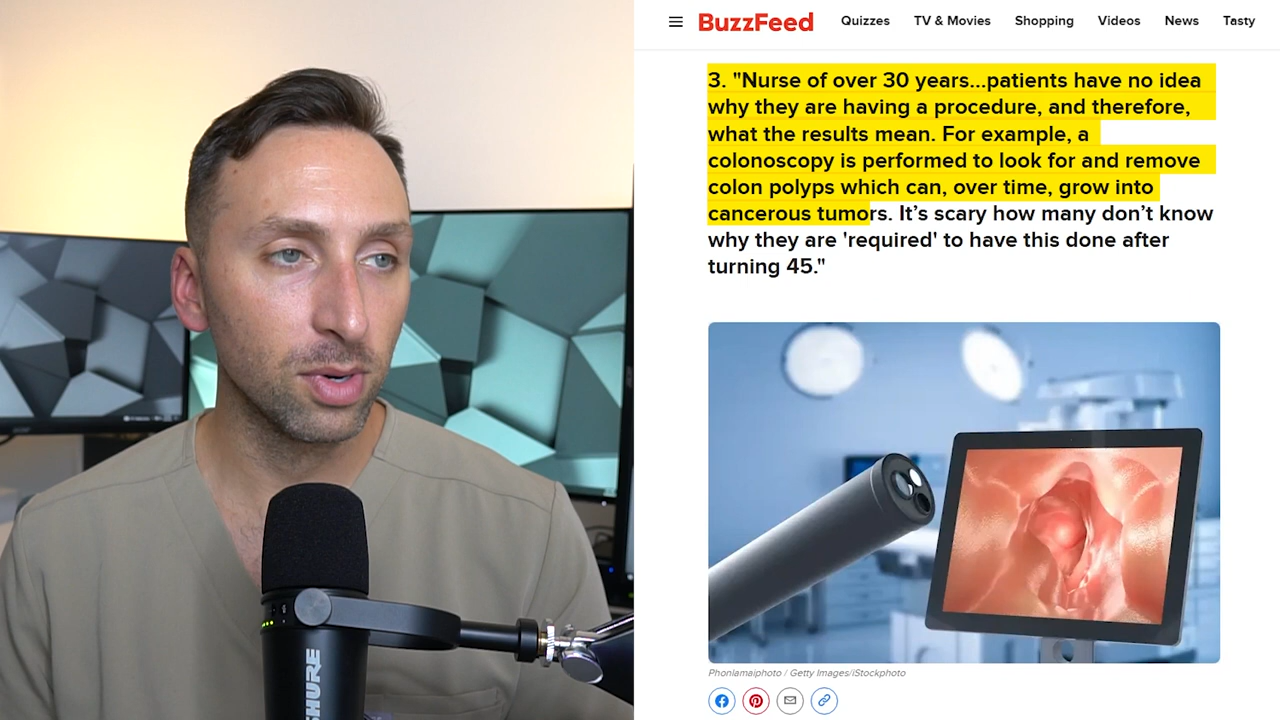 BuzzFeed
Quizzes TV & Movies Shopping Videos News Tasty
3. "Nurse of over 30 years...patients have no idea
why they are having a procedure, and therefore,
what the results mean. For example, a
colonoscopy is performed to look for and remove
colon polyps which can, over time, grow into
cancerous tumors. It’s scary how many don’t know
why they are 'required' to have this done after
turning 45."
Phonlamaiphoto / Getty Images/iStockphoto
SHURE